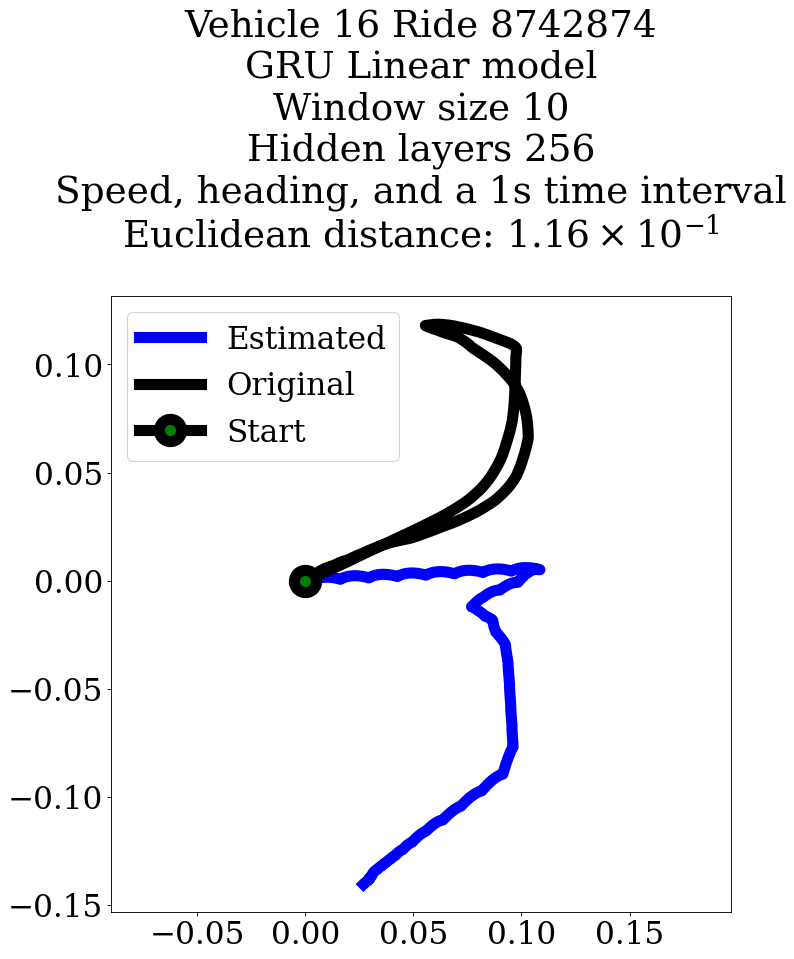 Vehicle 16 Ride 8742874
GRU Linear model
Window size 10
Hidden layers 256
Speed, heading, and a 1s time interval
Euclidean distance: 1.16 × 10⁻¹
Estimated
Original
Start
0.10
0.05
0.00
−0.05
−0.10
−0.15
−0.05 0.00 0.05 0.10 0.15